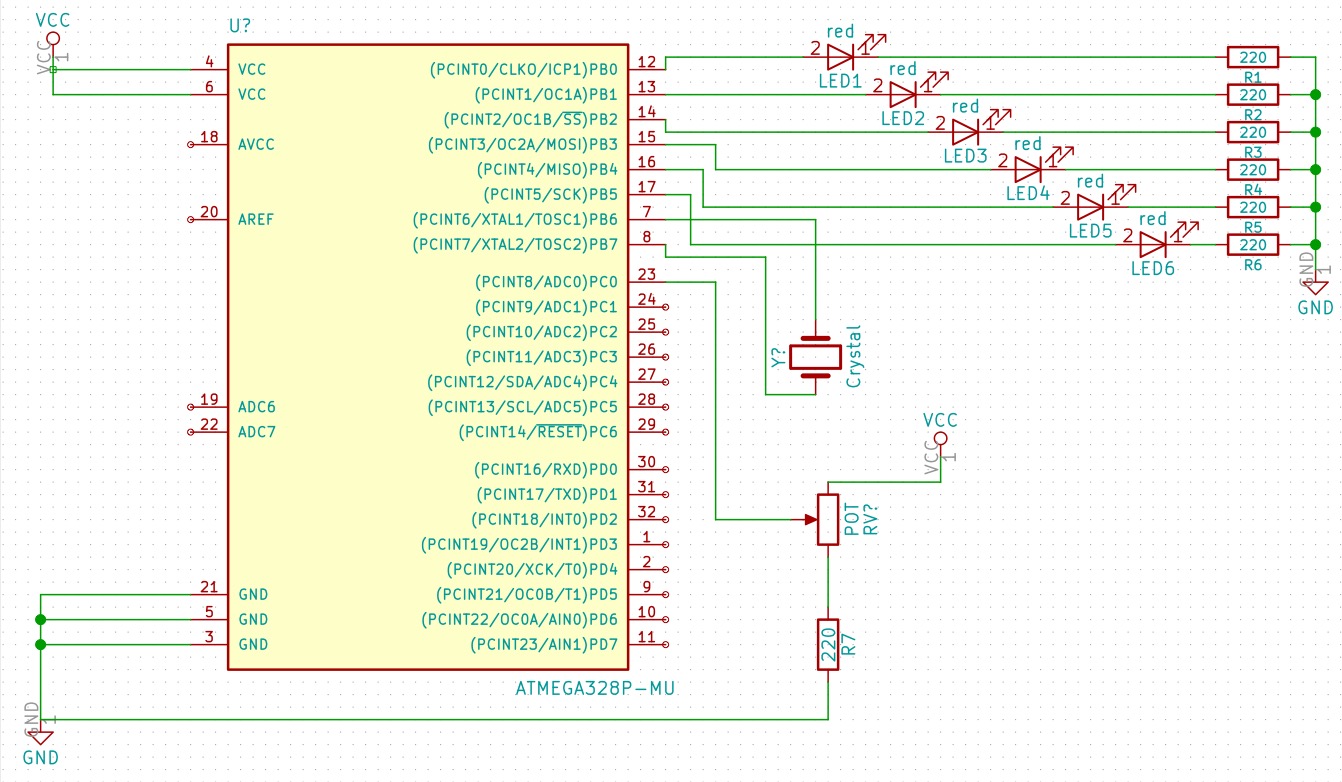 VCC
VCC
1
U?
4
VCC
6
VCC
18
AVCC
20
AREF
19
ADC6
22
ADC7
21
GND
5
GND
3
GND
GND
1
GND
(PCINT0/CLKO/ICP1)PB0
12
(PCINT1/OC1A)PB1
13
(PCINT2/OC1B/SS)PB2
14
(PCINT3/OC2A/MOSI)PB3
15
(PCINT4/MISO)PB4
16
(PCINT5/SCK)PB5
17
(PCINT6/XTAL1/TOSC1)PB6
7
(PCINT7/XTAL2/TOSC2)PB7
8
(PCINT8/ADC0)PC0
23
(PCINT9/ADC1)PC1
24
(PCINT10/ADC2)PC2
25
(PCINT11/ADC3)PC3
26
(PCINT12/SDA/ADC4)PC4
27
(PCINT13/SCL/ADC5)PC5
28
(PCINT14/RESET)PC6
29
(PCINT16/RXD)PD0
30
(PCINT17/TXD)PD1
31
(PCINT18/INT0)PD2
32
(PCINT19/OC2B/INT1)PD3
1
(PCINT20/XCK/T0)PD4
2
(PCINT21/OC0B/T1)PD5
9
(PCINT22/OC0A/AIN0)PD6
10
(PCINT23/AIN1)PD7
11
ATMEGA328P-MU
red
2
1
LED1
red
2
1
LED2
red
2
1
LED3
red
2
1
LED4
red
2
1
LED5
red
2
1
LED6
220
R1
220
R2
220
R3
220
R4
220
R5
220
R6
GND
1
GND
Y?
Crystal
VCC
VCC
1
POT
RV?
220
R7